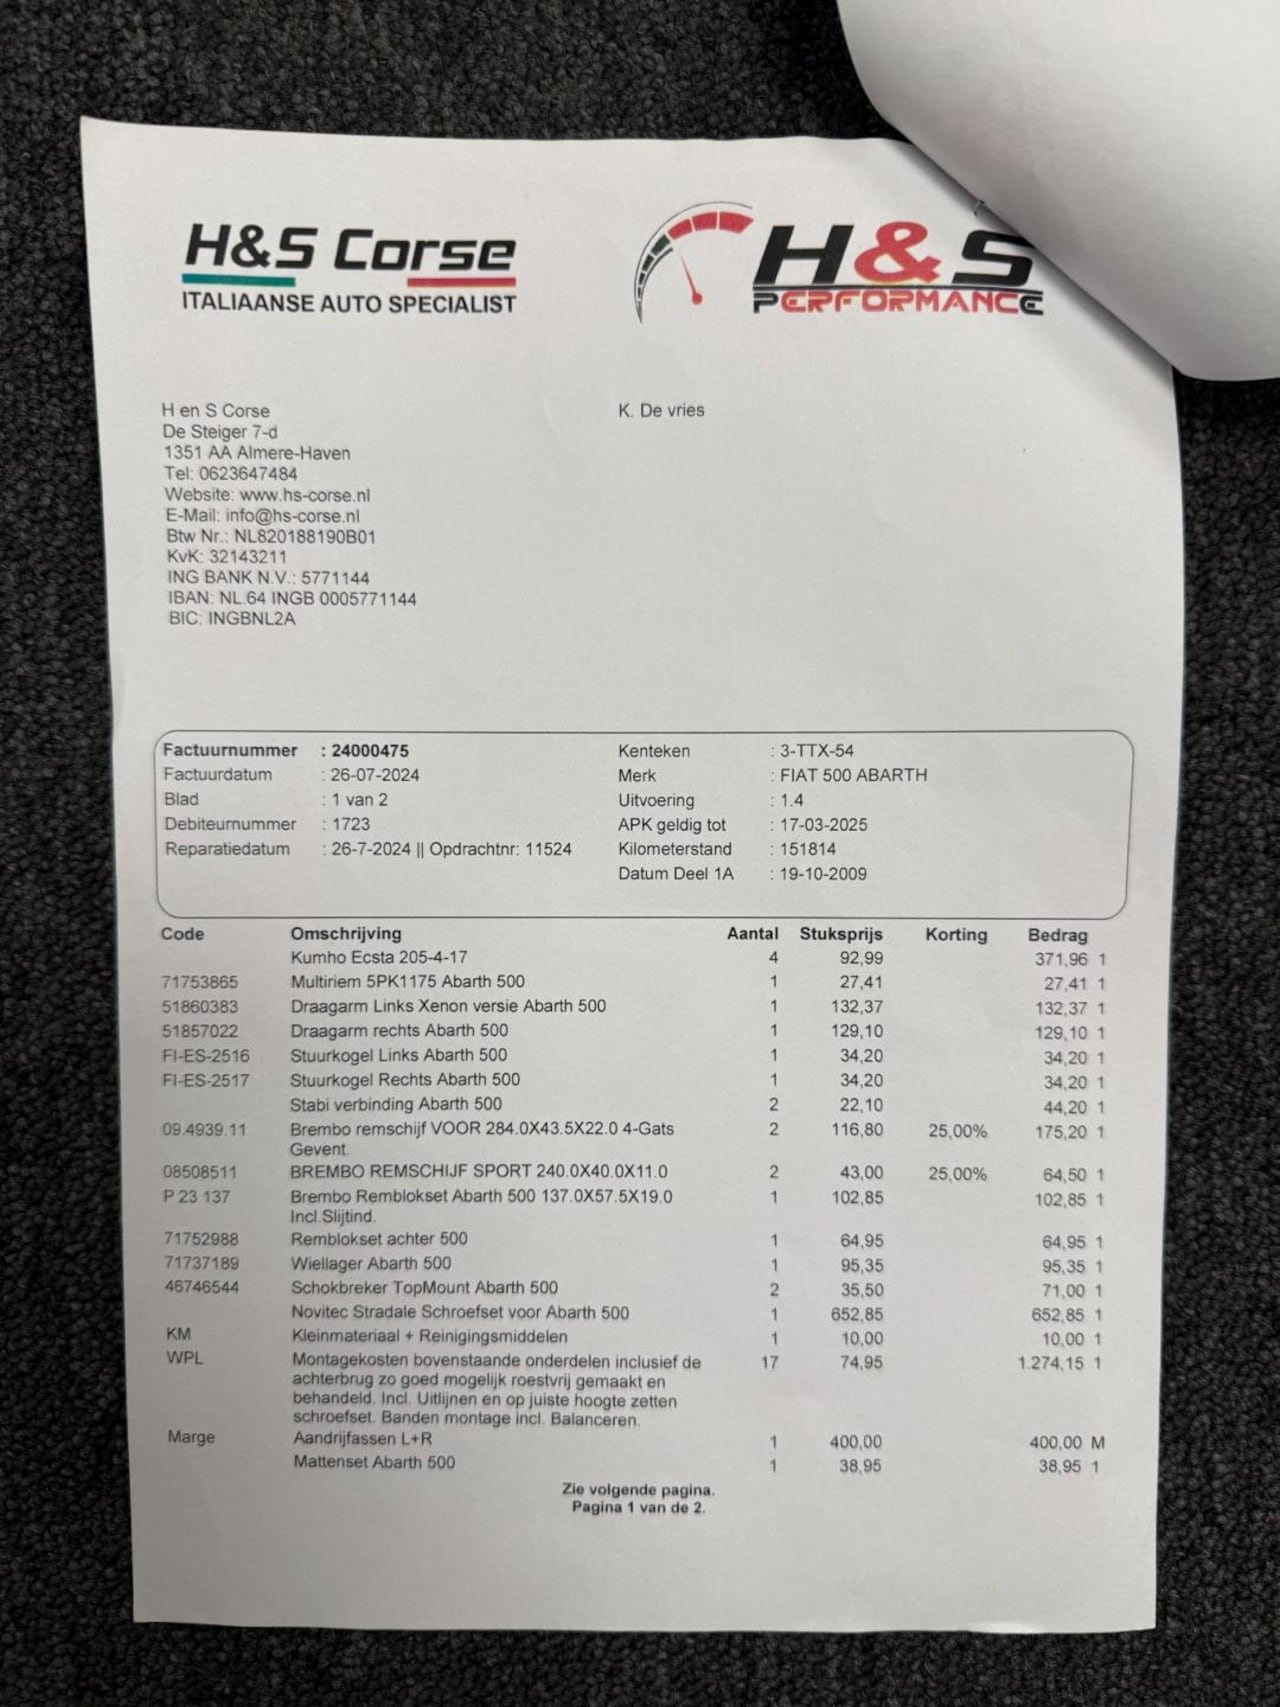 H&S Corse
ITALIAANSE AUTO SPECIALIST
H&S
PERFORMANCE
H en S Corse
De Steiger 7-d
1351 AA Almere-Haven
Tel: 0623647484
Website: www.hs-corse.nl
E-Mail: info@hs-corse.nl
Btw Nr.: NL820188190B01
KvK: 32143211
ING BANK N.V.: 5771144
IBAN: NL.64 INGB 0005771144
BIC: INGBNL2A
K. De vries
Factuurnummer : 24000475
Factuurdatum : 26-07-2024
Blad : 1 van 2
Debiteurnummer : 1723
Reparatiedatum : 26-7-2024 || Opdrachtnr: 11524
Kenteken : 3-TTX-54
Merk : FIAT 500 ABARTH
Uitvoering : 1.4
APK geldig tot : 17-03-2025
Kilometerstand : 151814
Datum Deel 1A : 19-10-2009
Code Omschrijving Aantal Stuksprijs Korting Bedrag
Kumho Ecsta 205-4-17 4 92,99 371,96 1
71753865 Multiriem 5PK1175 Abarth 500 1 27,41 27,41 1
51860383 Draagarm Links Xenon versie Abarth 500 1 132,37 132,37 1
51857022 Draagarm rechts Abarth 500 1 129,10 129,10 1
FI-ES-2516 Stuurkogel Links Abarth 500 1 34,20 34,20 1
FI-ES-2517 Stuurkogel Rechts Abarth 500 1 34,20 34,20 1
Stabi verbinding Abarth 500 2 22,10 44,20 1
09.4939.11 Brembo remschijf VOOR 284.0X43.5X22.0 4-Gats 2 116,80 25,00% 175,20 1
Gevent.
08508511 BREMBO REMSCHIJF SPORT 240.0X40.0X11.0 2 43,00 25,00% 64,50 1
P 23 137 Brembo Remblokset Abarth 500 137.0X57.5X19.0 1 102,85 102,85 1
Incl.Slijtind.
71752988 Remblokset achter 500 1 64,95 64,95 1
71737189 Wiellager Abarth 500 1 95,35 95,35 1
46746544 Schokbreker TopMount Abarth 500 2 35,50 71,00 1
Novitec Stradale Schroefset voor Abarth 500 1 652,85 652,85 1
KM Kleinmateriaal + Reinigingsmiddelen 1 10,00 10,00 1
WPL Montagekosten bovenstaande onderdelen inclusief de 17 74,95 1.274,15 1
achterbrug zo goed mogelijk roestvrij gemaakt en
behandeld. Incl. Uitlijnen en op juiste hoogte zetten
schroefset. Banden montage incl. Balanceren.
Marge Aandrijfassen L+R 1 400,00 400,00 M
Mattenset Abarth 500 1 38,95 38,95 1
Zie volgende pagina.
Pagina 1 van de 2.